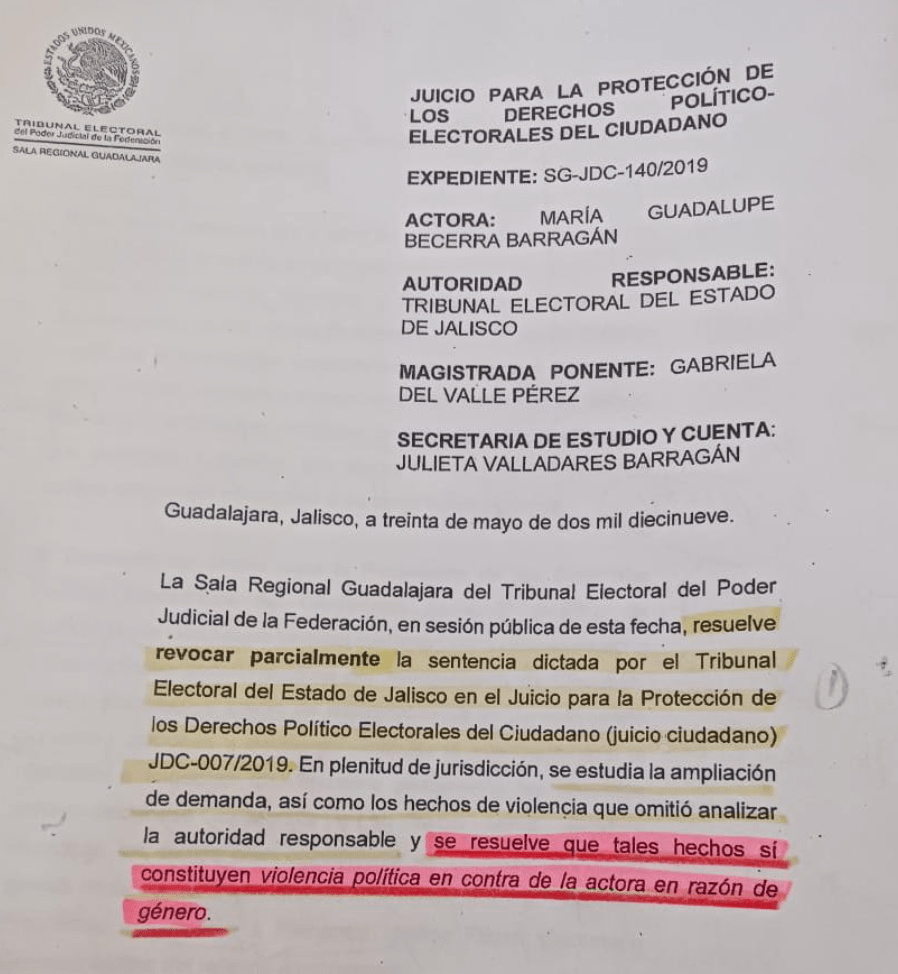 ESTADOS UNIDOS MEXICANOS
TRIBUNAL ELECTORAL
del Poder Judicial de la Federación
SALA REGIONAL GUADALAJARA
JUICIO PARA LA PROTECCIÓN DE
LOS DERECHOS POLÍTICO-
ELECTORALES DEL CIUDADANO
EXPEDIENTE: SG-JDC-140/2019
ACTORA: MARÍA GUADALUPE
BECERRA BARRAGÁN
AUTORIDAD RESPONSABLE:
TRIBUNAL ELECTORAL DEL ESTADO
DE JALISCO
MAGISTRADA PONENTE: GABRIELA
DEL VALLE PÉREZ
SECRETARIA DE ESTUDIO Y CUENTA:
JULIETA VALLADARES BARRAGÁN
Guadalajara, Jalisco, a treinta de mayo de dos mil diecinueve.
La Sala Regional Guadalajara del Tribunal Electoral del Poder
Judicial de la Federación, en sesión pública de esta fecha, resuelve
revocar parcialmente la sentencia dictada por el Tribunal
Electoral del Estado de Jalisco en el Juicio para la Protección de
los Derechos Político Electorales del Ciudadano (juicio ciudadano)
JDC-007/2019. En plenitud de jurisdicción, se estudia la ampliación
de demanda, así como los hechos de violencia que omitió analizar
la autoridad responsable y se resuelve que tales hechos sí
constituyen violencia política en contra de la actora en razón de
género.
1